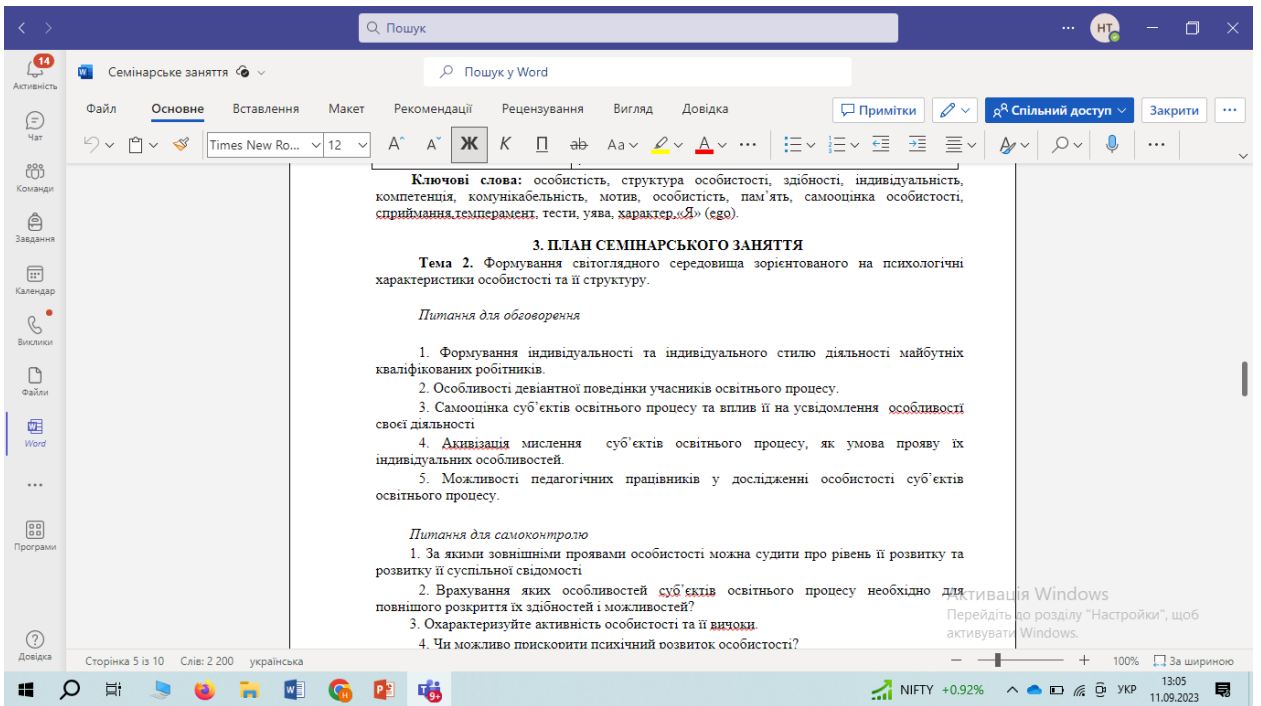 Пошук
НТ
14
Активність
Семінарське заняття
Пошук у Word
Файл Основне Вставлення Макет Рекомендації Рецензування Вигляд Довідка
Примітки
Спільний доступ
Закрити
Чат
Times New Ro... 12
Ж К П ab Aa A
Команди
Завдання
Календар
Виклики
Файли
Word
Програми
Довідка
Ключові слова: особистість, структура особистості, здібності, індивідуальність,
компетенція, комунікабельність, мотив, особистість, пам’ять, самооцінка особистості,
сприймання,темперамент, тести, уява, характер,«Я» (ego).
3. ПЛАН СЕМІНАРСЬКОГО ЗАНЯТТЯ
Тема 2. Формування світоглядного середовища зорієнтованого на психологічні
характеристики особистості та її структуру.
Питання для обговорення
1. Формування індивідуальності та індивідуального стилю діяльності майбутніх
кваліфікованих робітників.
2. Особливості девіантної поведінки учасників освітнього процесу.
3. Самооцінка суб’єктів освітнього процесу та вплив її на усвідомлення особливості
своєї діяльності
4. Акивізація мислення суб’єктів освітнього процесу, як умова прояву їх
індивідуальних особливостей.
5. Можливості педагогічних працівників у дослідженні особистості суб’єктів
освітнього процесу.
Питання для самоконтролю
1. За якими зовнішніми проявами особистості можна судити про рівень її розвитку та
розвитку її суспільної свідомості
2. Врахування яких особливостей суб’єктів освітнього процесу необхідно для
повнішого розкриття їх здібностей і можливостей?
3. Охарактеризуйте активність особистості та її вичоки.
4. Чи можливо прискорити психічний розвиток особистості?
Активація Windows
Перейдіть до розділу "Настройки", щоб
активувати Windows.
Сторінка 5 із 10 Слів: 2 200 українська
100% За шириною
9+
NIFTY +0.92%
УКР
13:05
11.09.2023